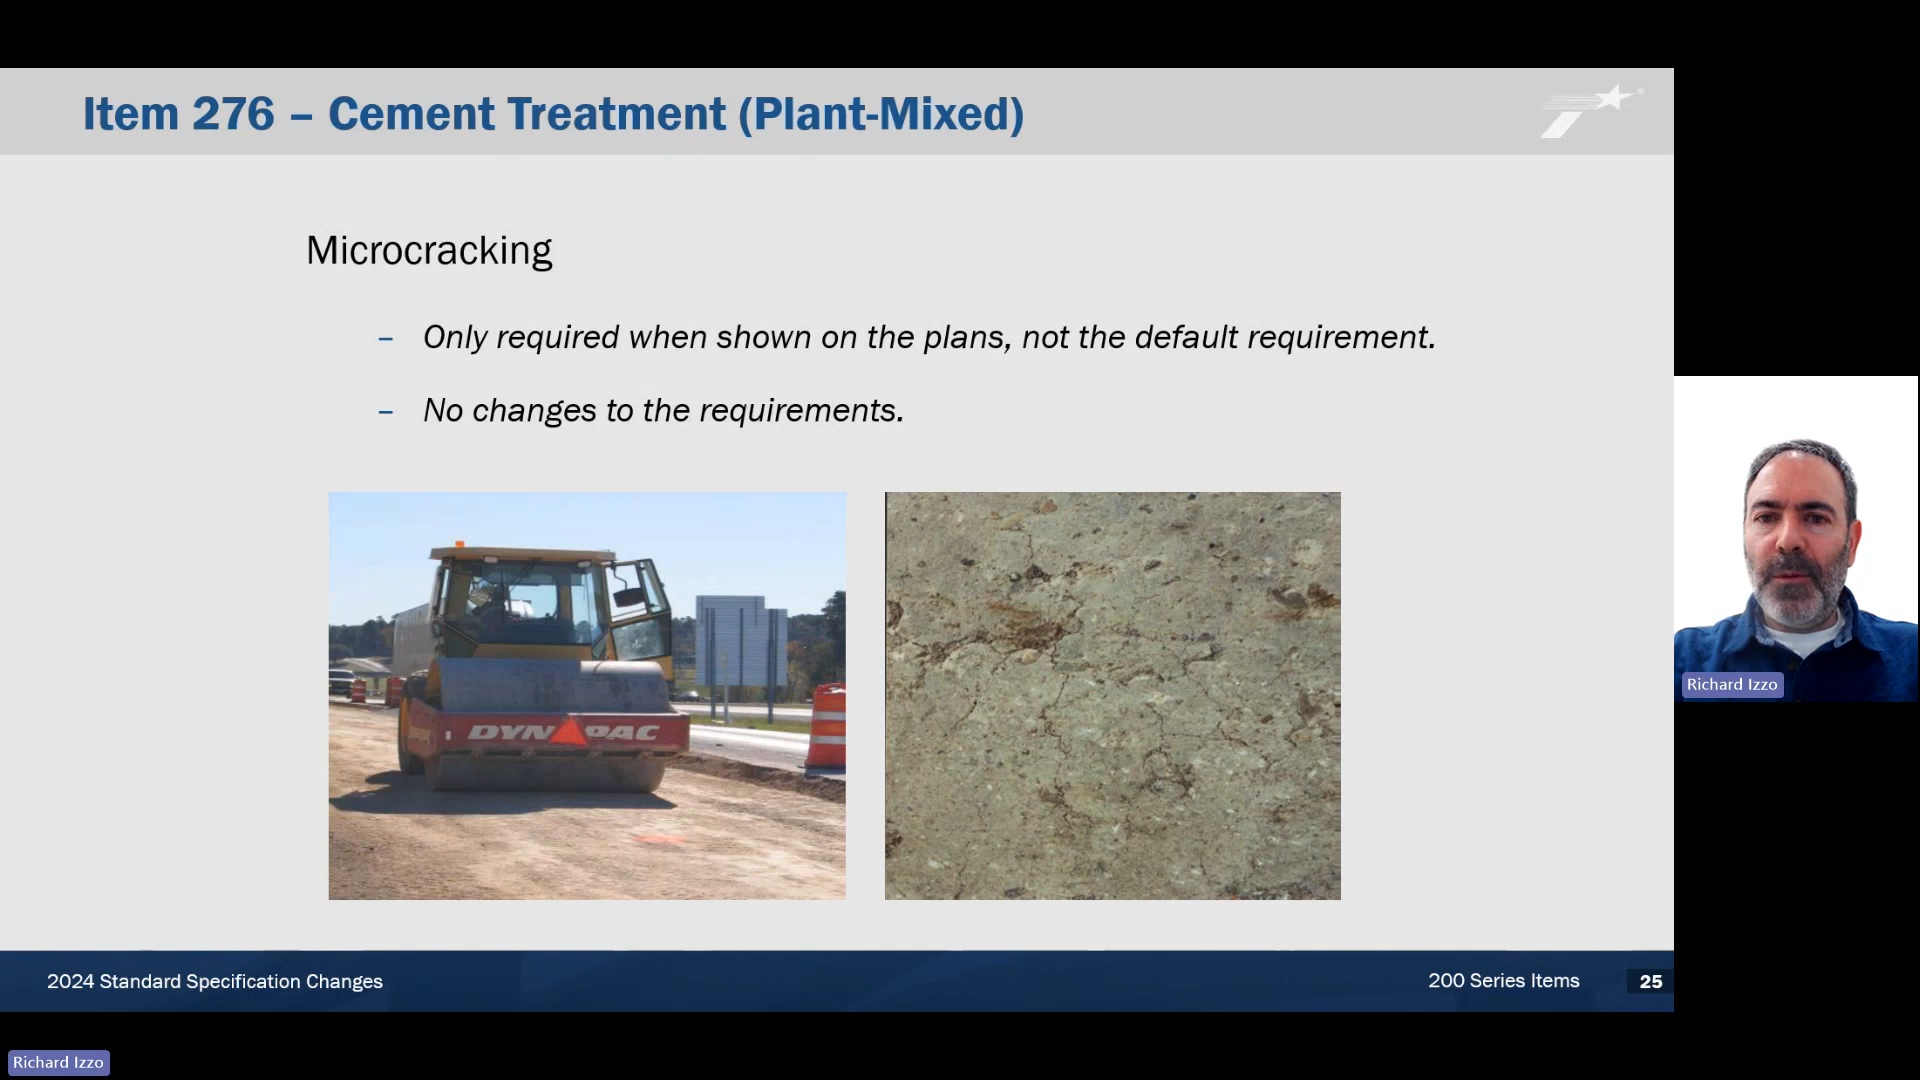 Item 276 – Cement Treatment (Plant-Mixed)
Microcracking
– Only required when shown on the plans, not the default requirement.
– No changes to the requirements.
DYNAPAC
Richard Izzo
2024 Standard Specification Changes
200 Series Items
25
Richard Izzo